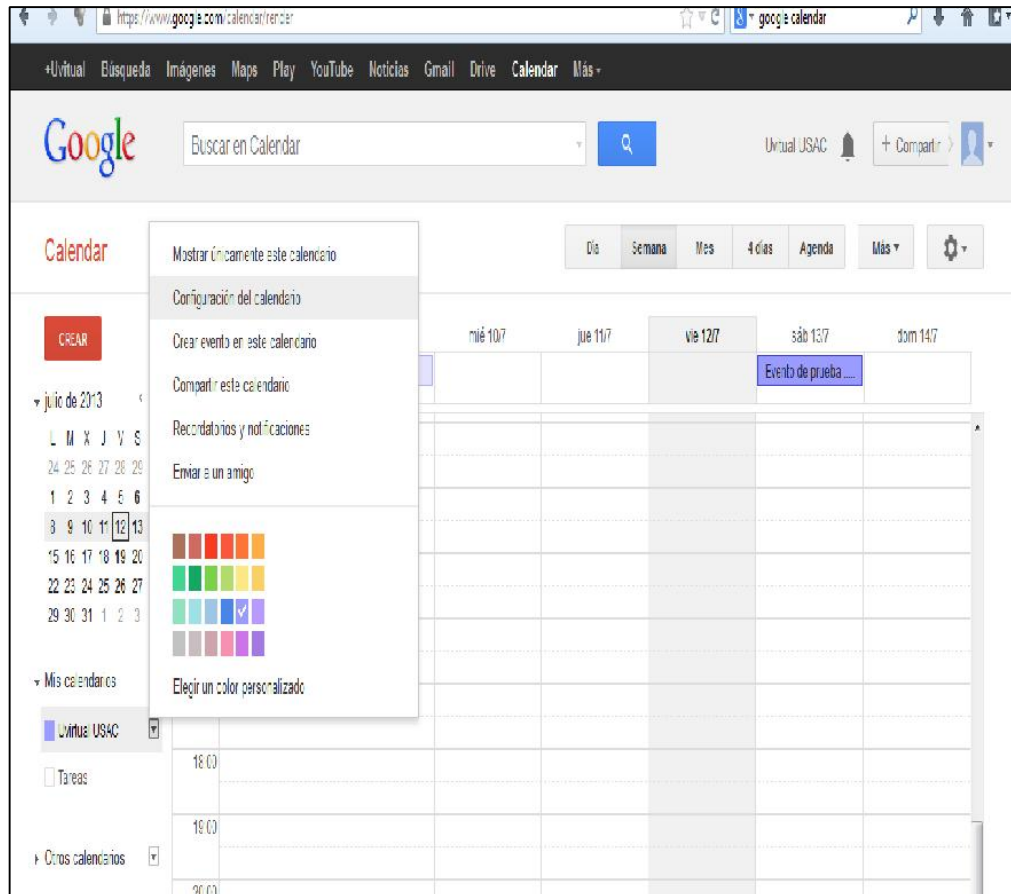 https://www.google.com/calendar/render
google calendar
+Uvitual Búsqueda Imágenes Maps Play YouTube Noticias Gmail Drive Calendar Más
Google
Buscar en Calendar
Uvitual USAC
+ Compartir
Calendar
Día Semana Mes 4 días Agenda Más
Mostrar únicamente este calendario
Configuración del calendario
Crear evento en este calendario
Compartir este calendario
Recordatorios y notificaciones
Enviar a un amigo
Elegir un color personalizado
CREAR
mié 10/7 jue 11/7 vie 12/7 sáb 13/7 dom 14/7
Evento de prueba .....
julio de 2013
L M X J V S
24 25 26 27 28 29
1 2 3 4 5 6
8 9 10 11 12 13
15 16 17 18 19 20
22 23 24 25 26 27
29 30 31 1 2 3
Mis calendarios
Uvirtual USAC
Tareas
Otros calendarios
18:00
19:00
20:00